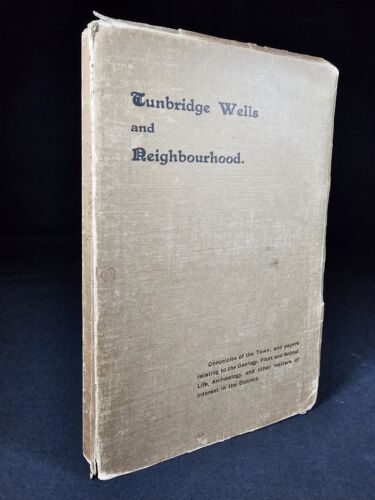 Tunbridge Wells
and
Neighbourhood.
Chronicles of the Town; and papers
relating to the Geology, Plant and Animal
Life, Archæology, and other matters of
interest in the District.